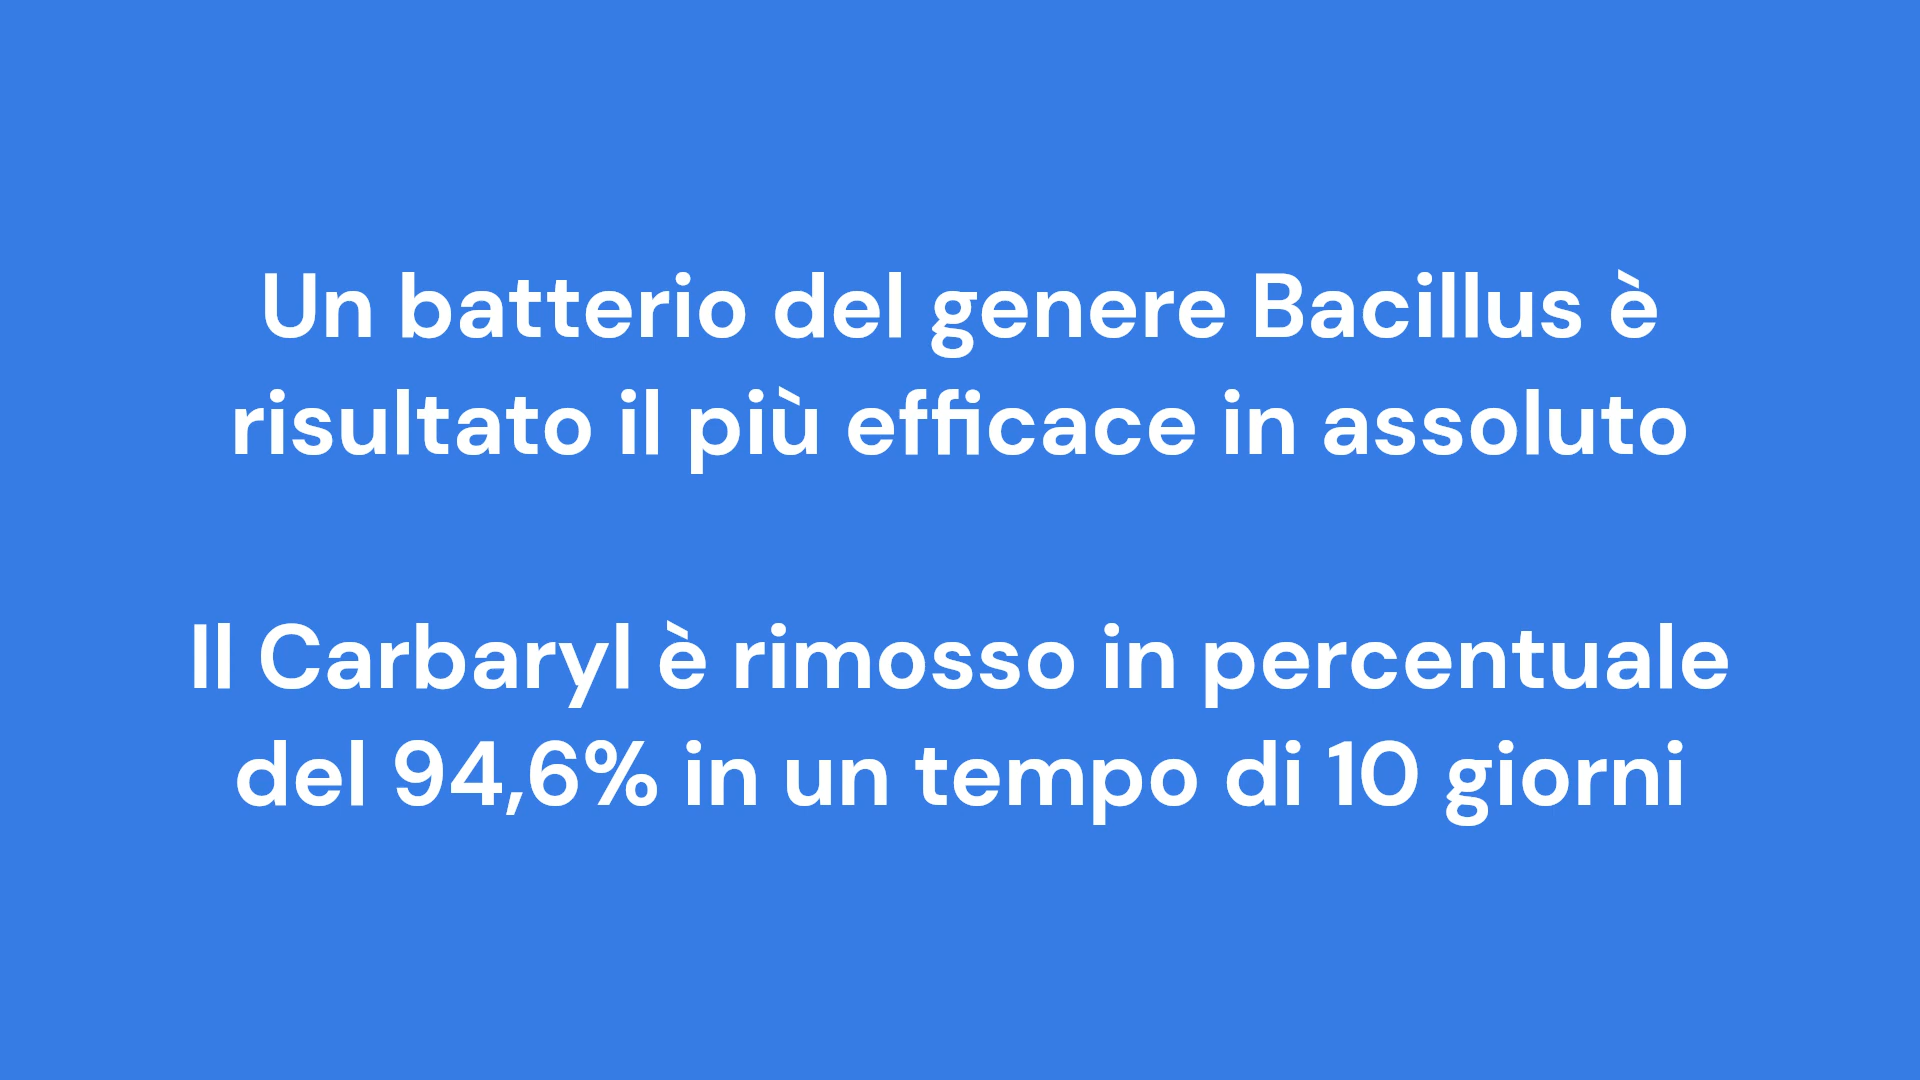 Un batterio del genere Bacillus è
risultato il più efficace in assoluto
Il Carbaryl è rimosso in percentuale
del 94,6% in un tempo di 10 giorni